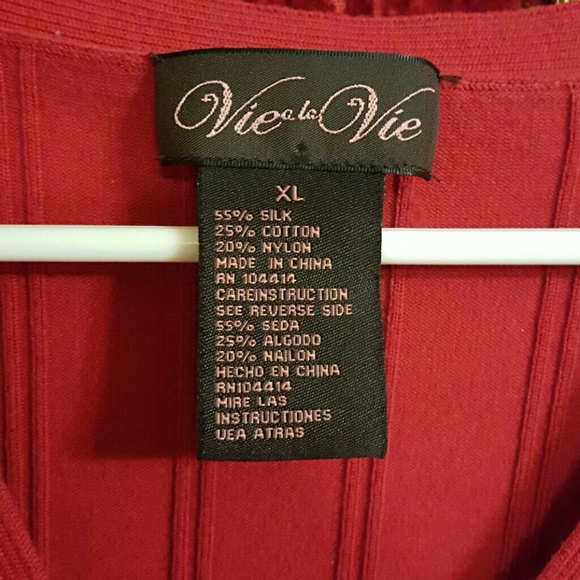 Vie a la Vie
XL
55% SILK
25% COTTON
20% NYLON
MADE IN CHINA
RN 104414
CAREINSTRUCTION
SEE REVERSE SIDE
55% SEDA
25% ALGODO
20% NAILON
HECHO EN CHINA
RN104414
MIRE LAS
INSTRUCTIONES
UEA ATRAS